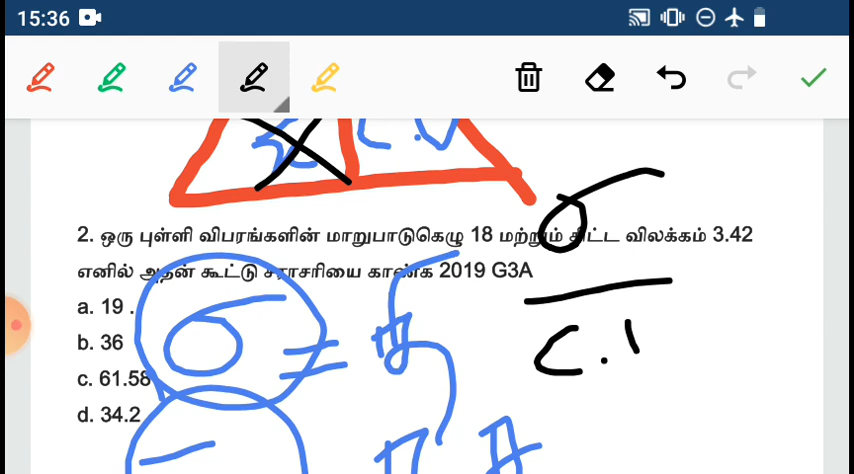 15:36
2. ஒரு புள்ளி விபரங்களின் மாறுபாடுகெழு 18 மற்றும் திட்ட விலக்கம் 3.42
எனில் அதன் கூட்டு சராசரியை காண்க 2019 G3A
a. 19 .
b. 36
c. 61.58
d. 34.2
σ
C.
σ =